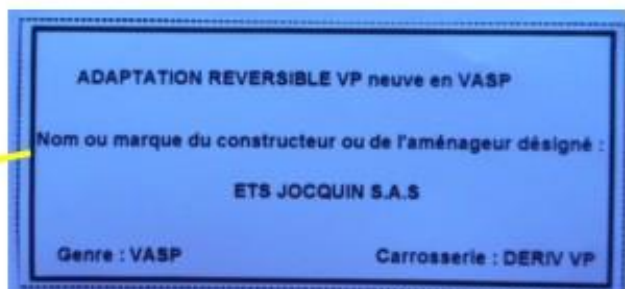 ADAPTATION REVERSIBLE VP neuve en VASP
Nom ou marque du constructeur ou de l'aménageur désigné :
ETS JOCQUIN S.A.S
Genre : VASP Carrosserie : DERIV VP